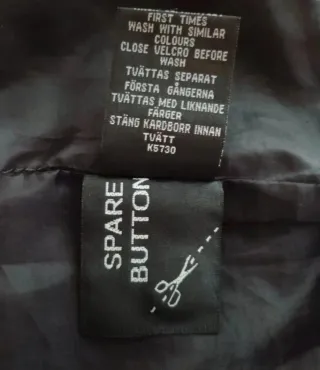 FIRST TIMES
WASH WITH SIMILAR
COLOURS
CLOSE VELCRO BEFORE
WASH
TVÄTTAS SEPARAT
FÖRSTA GÅNGERNA
TVÄTTAS MED LIKNANDE
FÄRGER
STÄNG KARDBORR INNAN
TVÄTT
K5730
SPARE
BUTTON